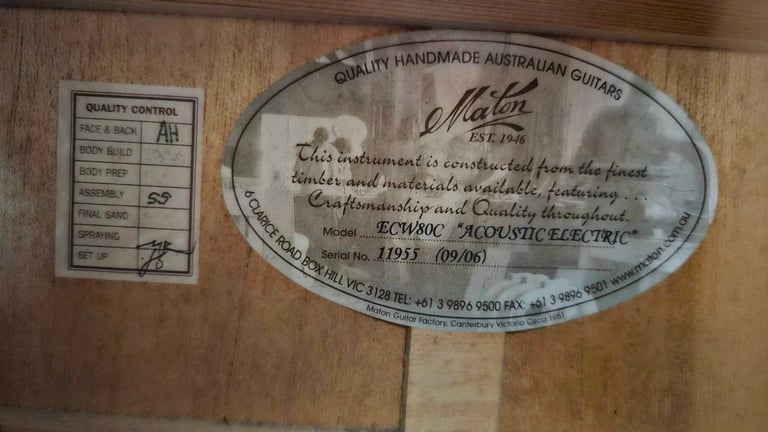 QUALITY CONTROL
FACE & BACK AH
BODY BUILD
BODY PREP
ASSEMBLY SS
FINAL SAND
SPRAYING
SET UP
QUALITY HANDMADE AUSTRALIAN GUITARS
Maton
EST. 1946
This instrument is constructed from the finest
timber and materials available, featuring ...
Craftsmanship and Quality throughout.
Model ECW80C "ACOUSTIC ELECTRIC"
Serial No. 11955 (09/06)
6 CLARICE ROAD BOX HILL VIC 3128 TEL: +61 3 9896 9500 FAX: +61 3 9896 9501 www.maton.com.au
Maton Guitar Factory, Canterbury Victoria Circa 1951